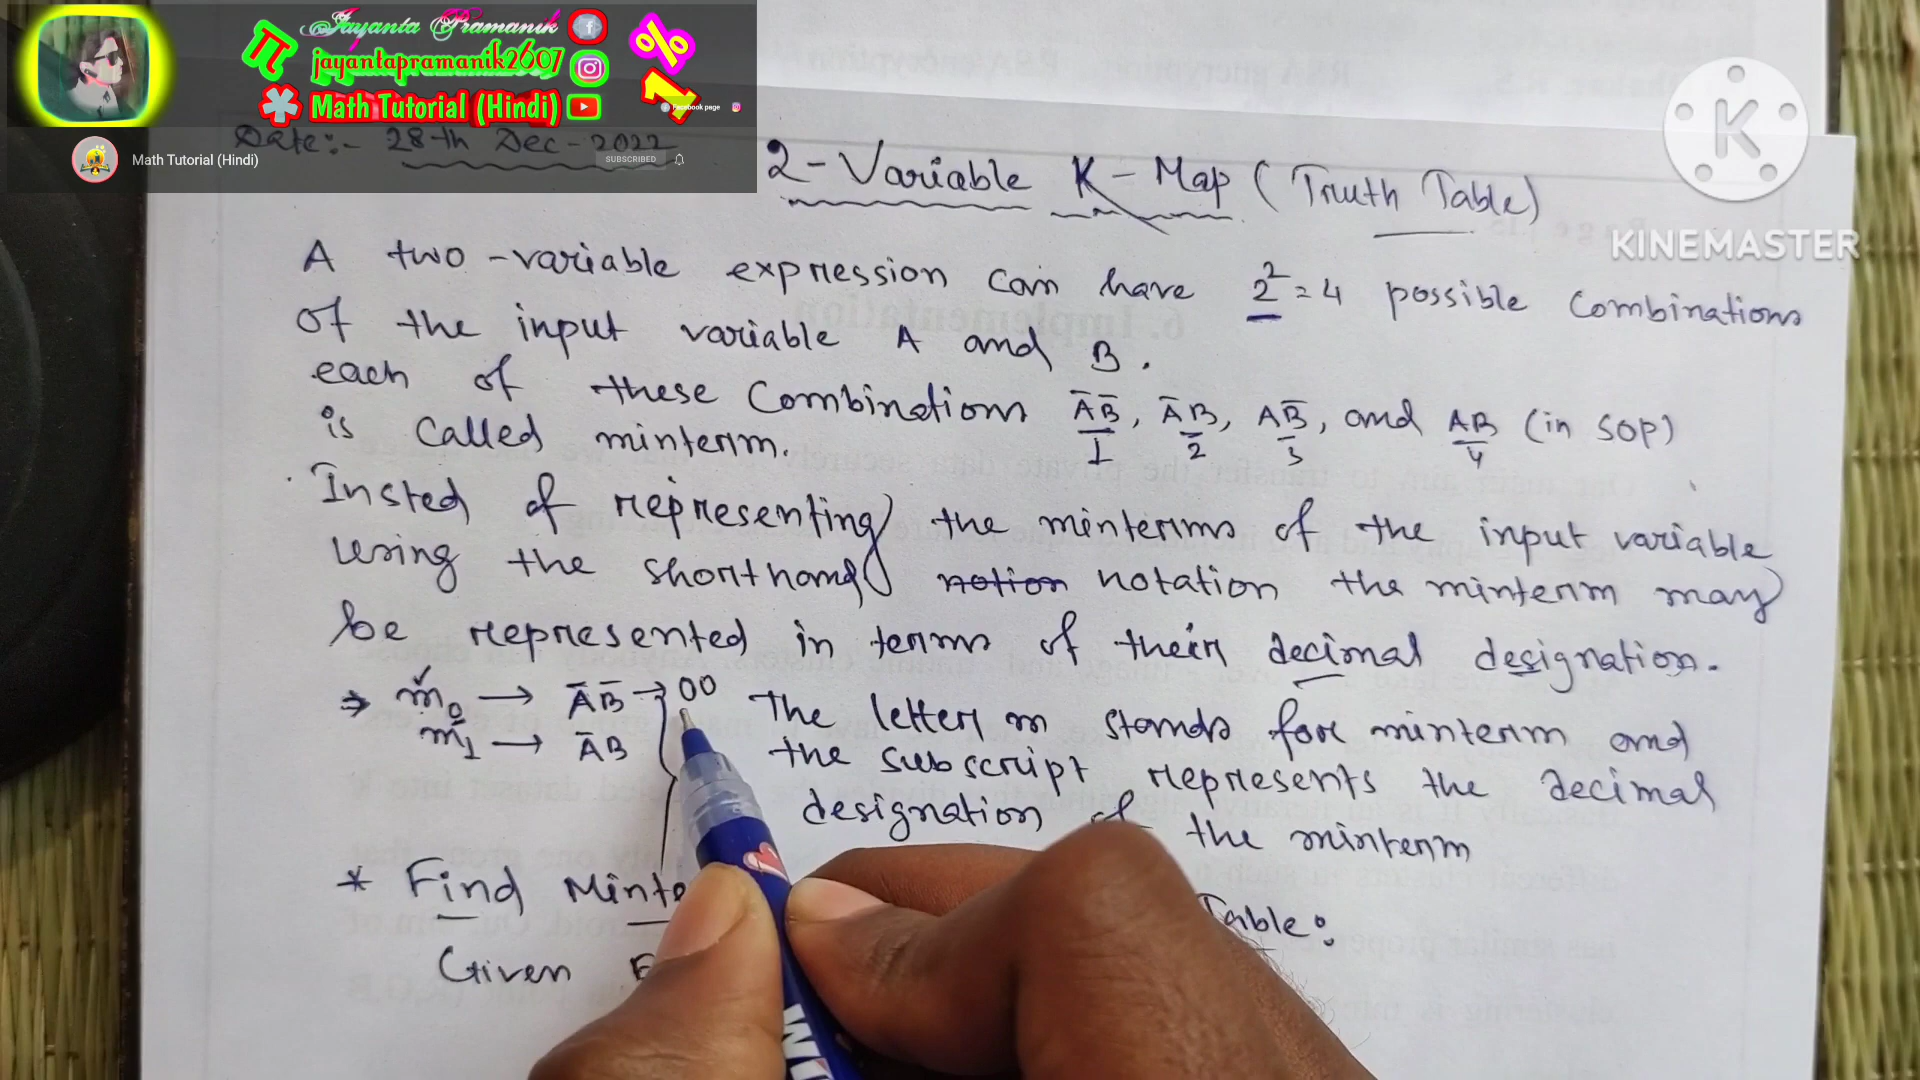 Jayanta Pramanik
jayantapramanik2607
Math Tutorial (Hindi)
Facebook page
Math Tutorial (Hindi)
SUBSCRIBED
KINEMASTER
Date:- 28th Dec-2022
2-Variable K-Map (Truth Table)
A two-variable expression can have 2² = 4 possible Combinations
of the input variable A and B.
each of these Combinations A̅B̅, A̅B, AB̅, and AB (in SOP)
1 2 3 4
is called minterm.
Insted of representing the minterms of the input variable
using the shorthand notion notation the minterm may
be represented in terms of their decimal designation.
⇒ m₀ → A̅B̅ → 00 The letter m stands for minterm and
m₁ → A̅B the subscript represents the decimal
designation of the minterm
* Find Minte Table:
Given E